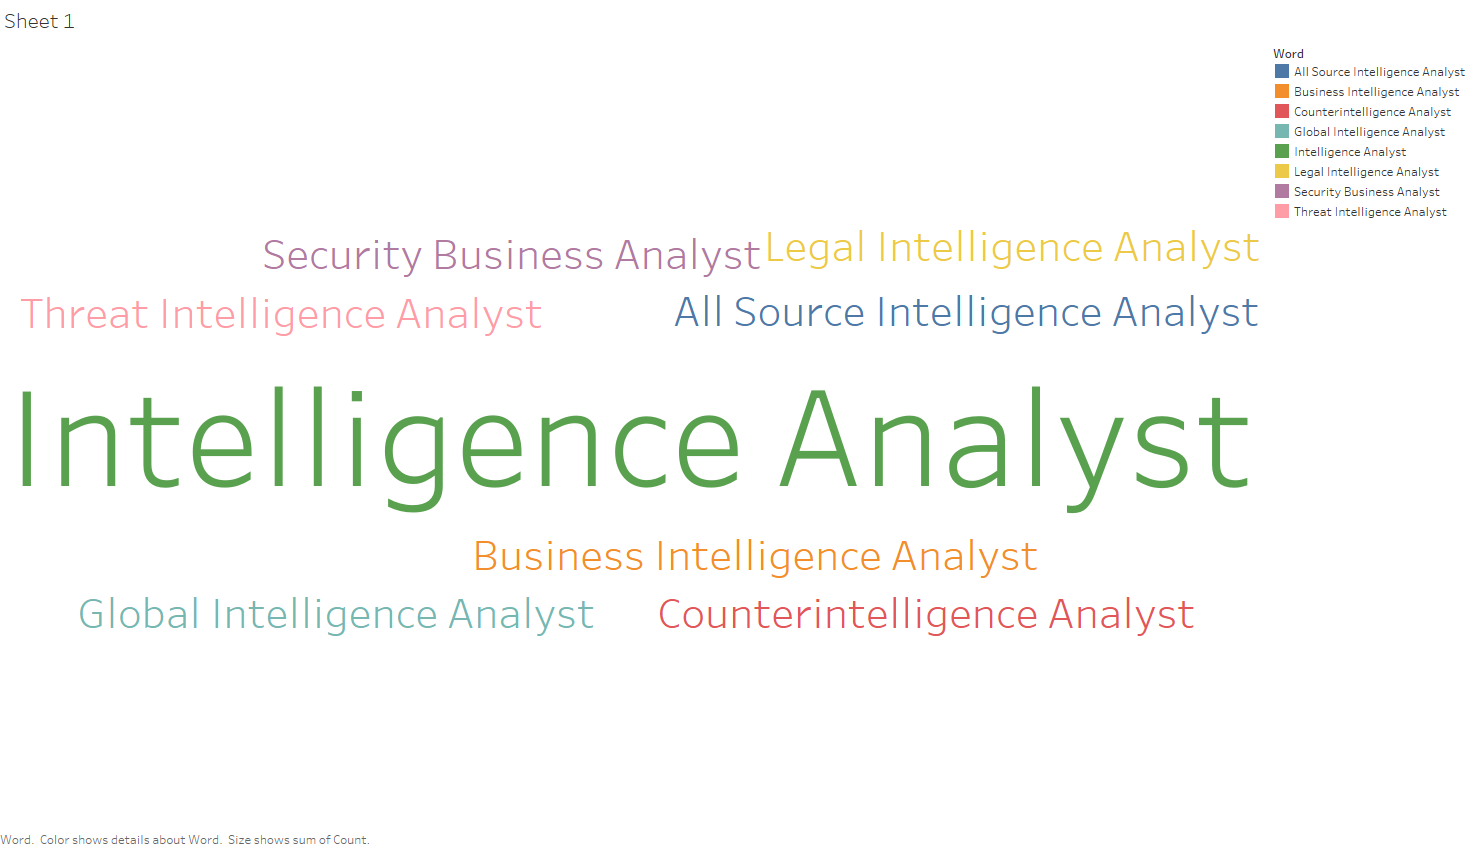 Sheet 1
Word
All Source Intelligence Analyst
Business Intelligence Analyst
Counterintelligence Analyst
Global Intelligence Analyst
Intelligence Analyst
Legal Intelligence Analyst
Security Business Analyst
Threat Intelligence Analyst
Security Business Analyst
Legal Intelligence Analyst
Threat Intelligence Analyst
All Source Intelligence Analyst
Intelligence Analyst
Business Intelligence Analyst
Global Intelligence Analyst
Counterintelligence Analyst
Word.  Color shows details about Word.  Size shows sum of Count.